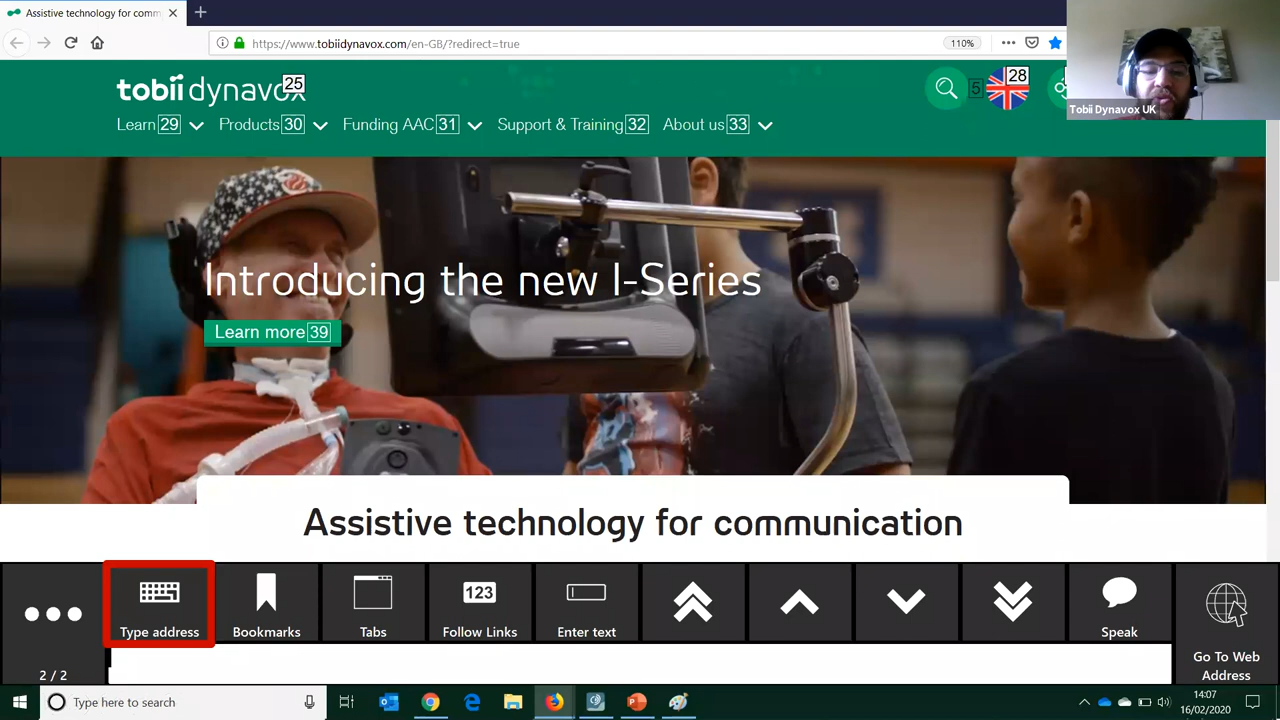 Assistive technology for comm
https://www.tobiidynavox.com/en-GB/?redirect=true
110%
tobii dynavox 25
5
28
Tobii Dynavox UK
Learn 29
Products 30
Funding AAC 31
Support & Training 32
About us 33
Introducing the new I-Series
Learn more 39
Assistive technology for communication
123
Type address
Bookmarks
Tabs
Follow Links
Enter text
Speak
2 / 2
Go To Web
Address
Type here to search
14:07
16/02/2020